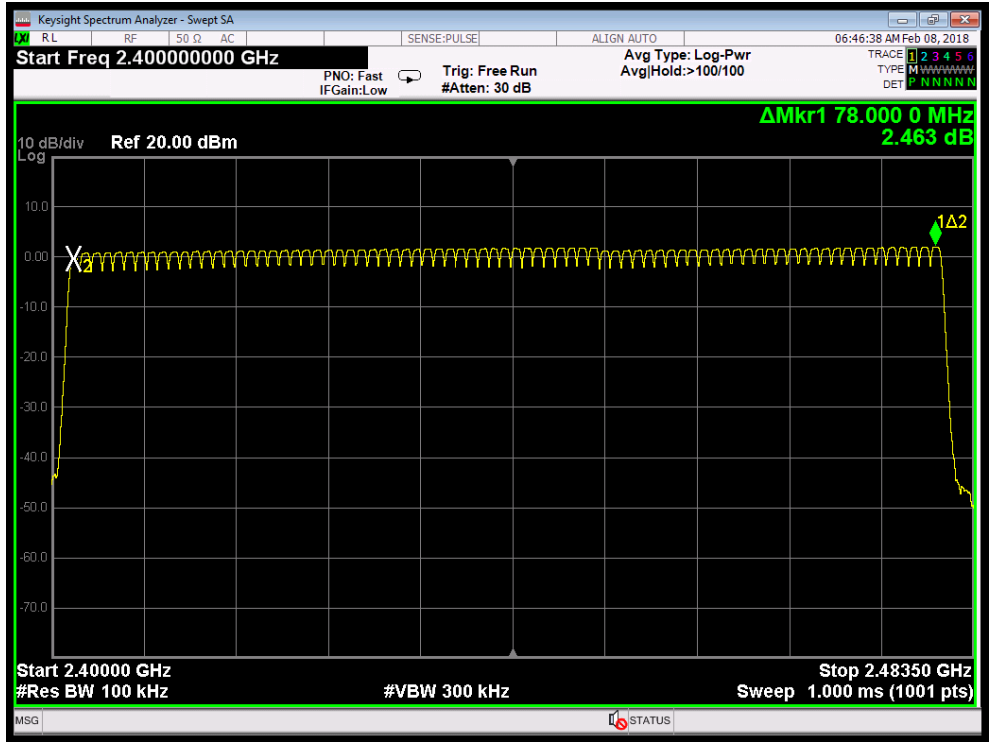 Keysight Spectrum Analyzer - Swept SA
RL RF 50 Ω AC SENSE:PULSE ALIGN AUTO 06:46:38 AM Feb 08, 2018
Start Freq 2.400000000 GHz
PNO: Fast
IFGain:Low
Trig: Free Run
#Atten: 30 dB
Avg Type: Log-Pwr
Avg|Hold:>100/100
TRACE 1 2 3 4 5 6
TYPE M WWWWW
DET P N N N N N
ΔMkr1 78.000 0 MHz
2.463 dB
10 dB/div Ref 20.00 dBm
Log
10.0
1Δ2
0.00
X2
-10.0
-20.0
-30.0
-40.0
-50.0
-60.0
-70.0
Start 2.40000 GHz Stop 2.48350 GHz
#Res BW 100 kHz #VBW 300 kHz Sweep 1.000 ms (1001 pts)
MSG STATUS